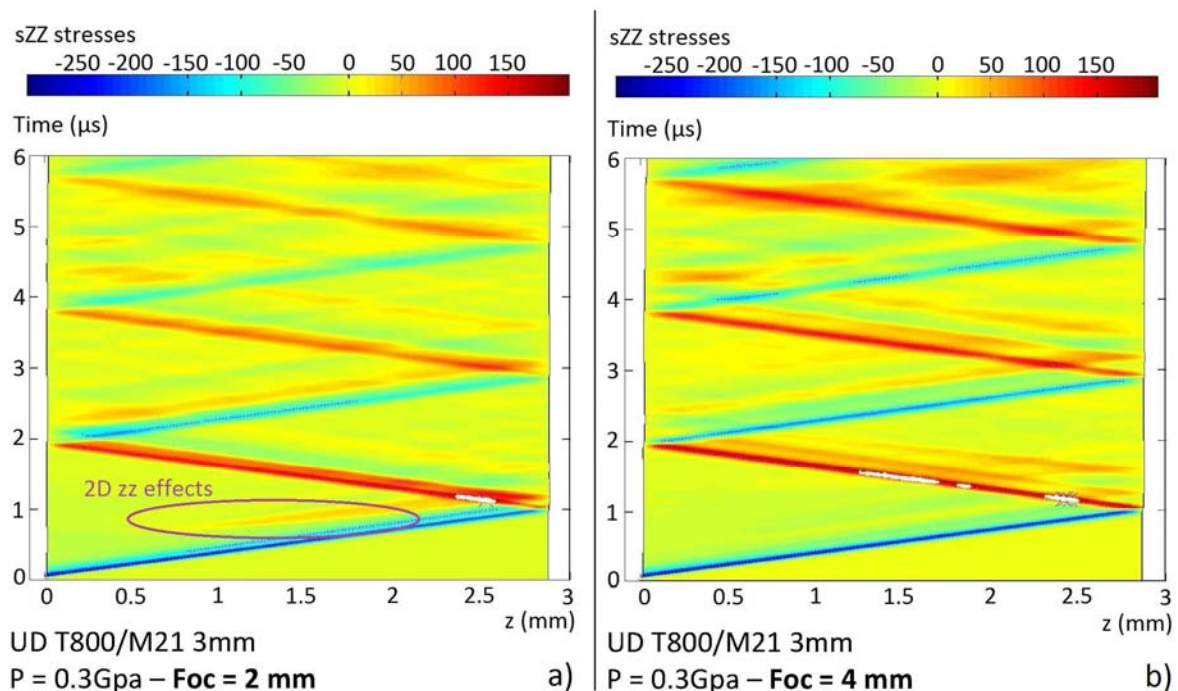 sZZ stresses
-250 -200 -150 -100 -50 0 50 100 150
Time (μs)
6
5
4
3
2
1
0
2D zz effects
0 0.5 1 1.5 2 2.5 3
z (mm)
UD T800/M21 3mm
P = 0.3Gpa – Foc = 2 mm a)
sZZ stresses
-250 -200 -150 -100 -50 0 50 100 150
Time (μs)
6
5
4
3
2
1
0
0 0.5 1 1.5 2 2.5 3
z (mm)
UD T800/M21 3mm
P = 0.3Gpa – Foc = 4 mm b)